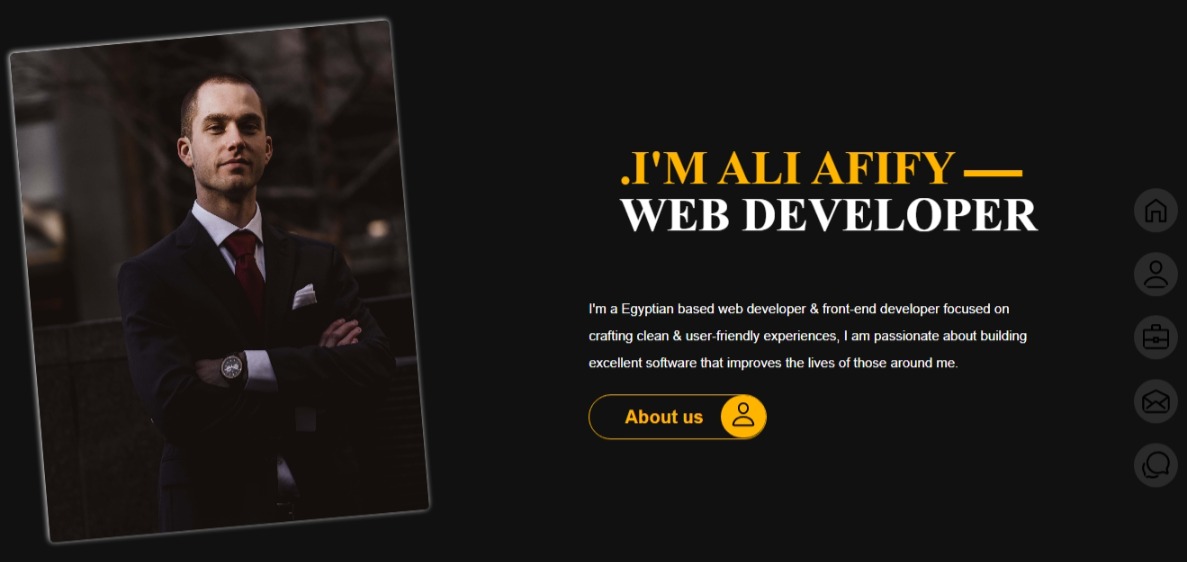 .I'M ALI AFIFY —
WEB DEVELOPER
I'm a Egyptian based web developer & front-end developer focused on
crafting clean & user-friendly experiences, I am passionate about building
excellent software that improves the lives of those around me.
About us